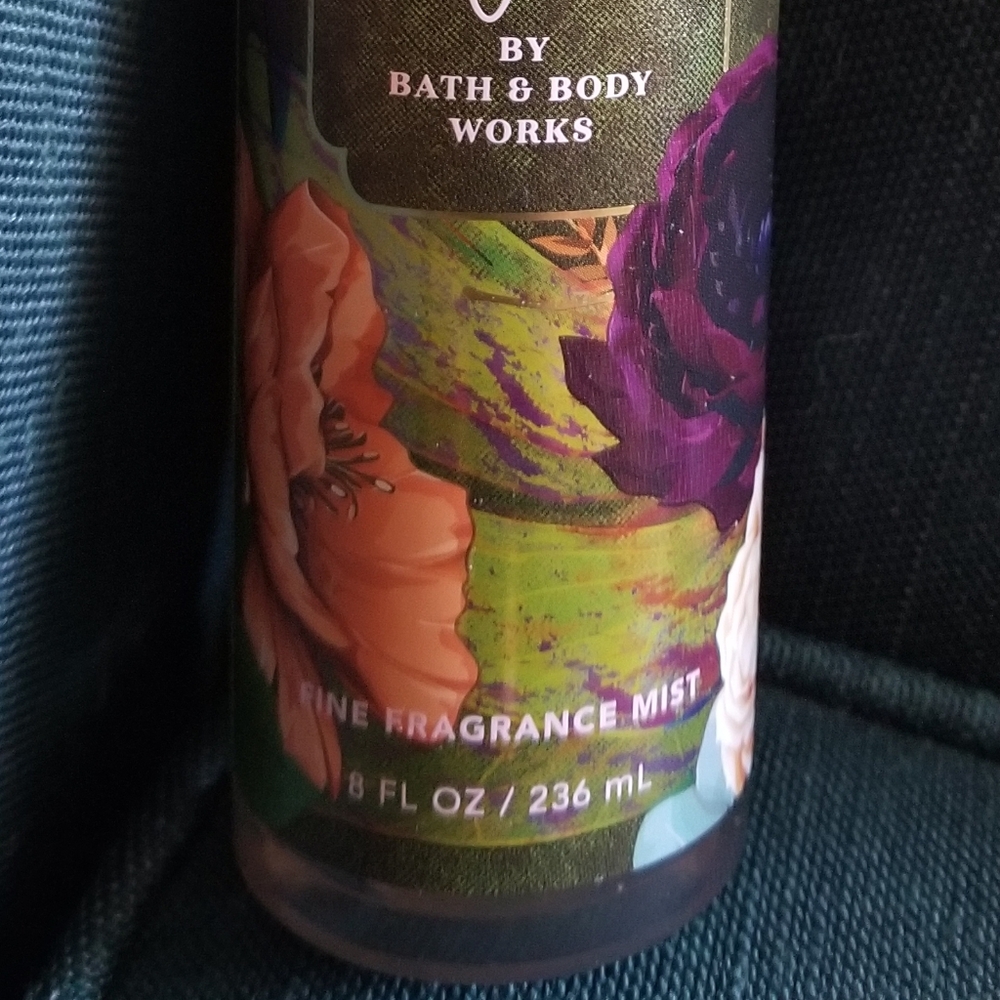 BY
BATH & BODY
WORKS
FINE FRAGRANCE MIST
8 FL OZ / 236 mL